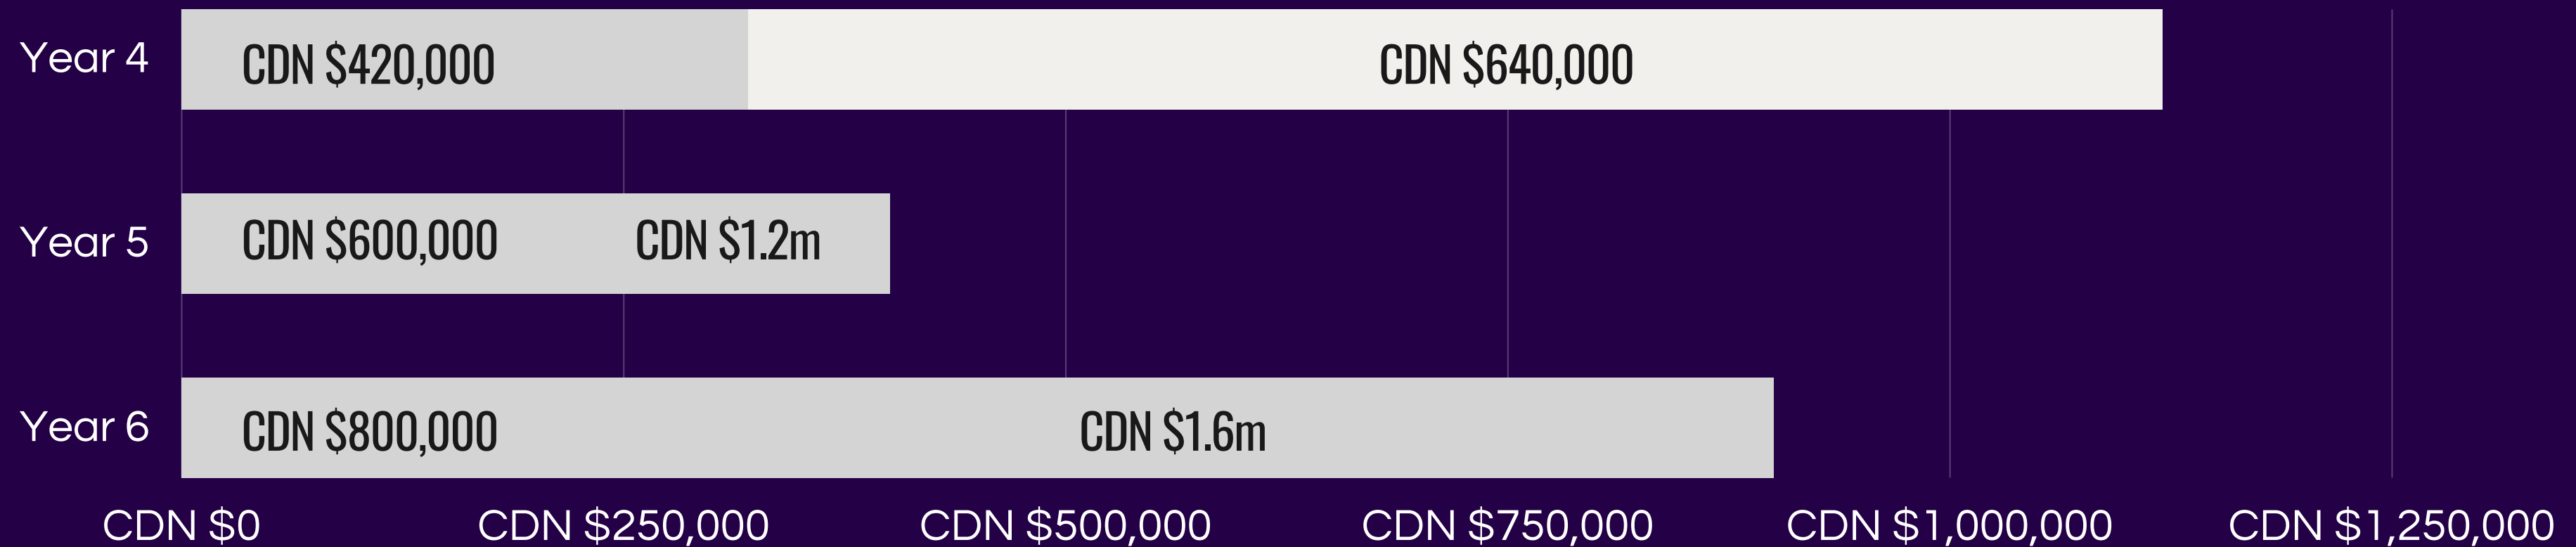 Year 4 CDN $420,000 CDN $640,000
Year 5 CDN $600,000 CDN $1.2m
Year 6 CDN $800,000 CDN $1.6m
CDN $0 CDN $250,000 CDN $500,000 CDN $750,000 CDN $1,000,000 CDN $1,250,000